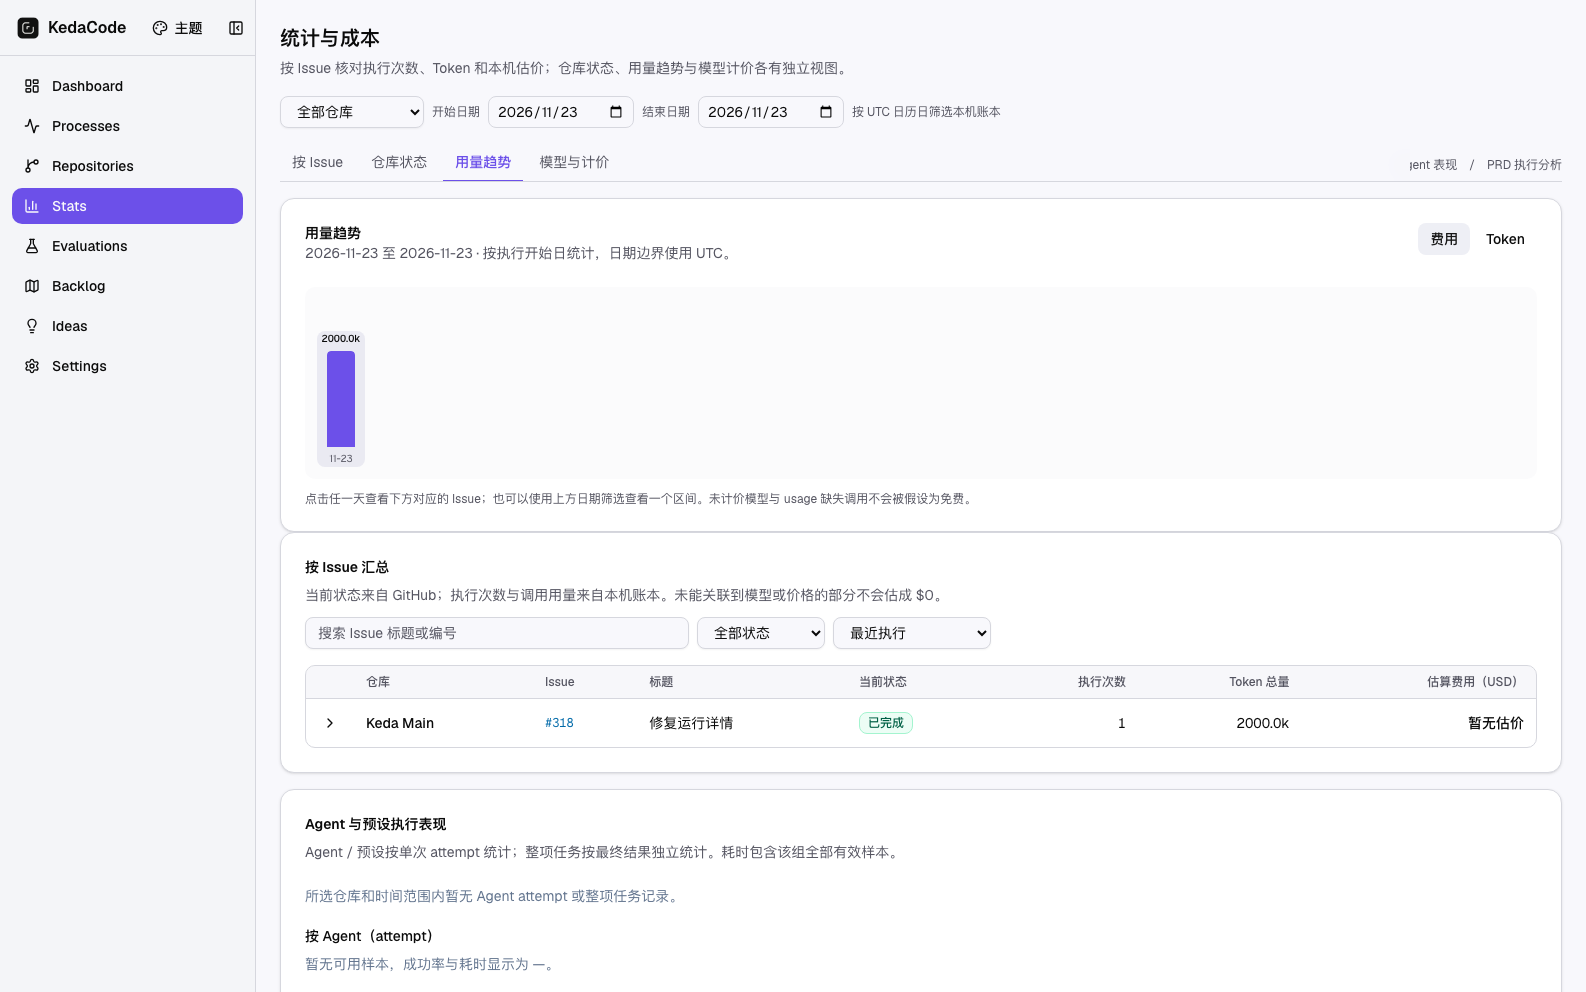 KedaCode
主题
Dashboard
Processes
Repositories
Stats
Evaluations
Backlog
Ideas
Settings
统计与成本
按 Issue 核对执行次数、Token 和本机估价；仓库状态、用量趋势与模型计价各有独立视图。
全部仓库 开始日期 2026/11/23 结束日期 2026/11/23 按 UTC 日历日筛选本机账本
按 Issue 仓库状态 用量趋势 模型与计价 gent 表现 / PRD 执行分析
用量趋势
2026-11-23 至 2026-11-23 · 按执行开始日统计，日期边界使用 UTC。
费用 Token
2000.0k
11-23
点击任一天查看下方对应的 Issue；也可以使用上方日期筛选查看一个区间。未计价模型与 usage 缺失调用不会被假设为免费。
按 Issue 汇总
当前状态来自 GitHub；执行次数与调用用量来自本机账本。未能关联到模型或价格的部分不会估成 $0。
搜索 Issue 标题或编号 全部状态 最近执行
仓库 Issue 标题 当前状态 执行次数 Token 总量 估算费用（USD）
Keda Main #318 修复运行详情 已完成 1 2000.0k 暂无估价
Agent 与预设执行表现
Agent / 预设按单次 attempt 统计；整项任务按最终结果独立统计。耗时包含该组全部有效样本。
所选仓库和时间范围内暂无 Agent attempt 或整项任务记录。
按 Agent（attempt）
暂无可用样本，成功率与耗时显示为 —。